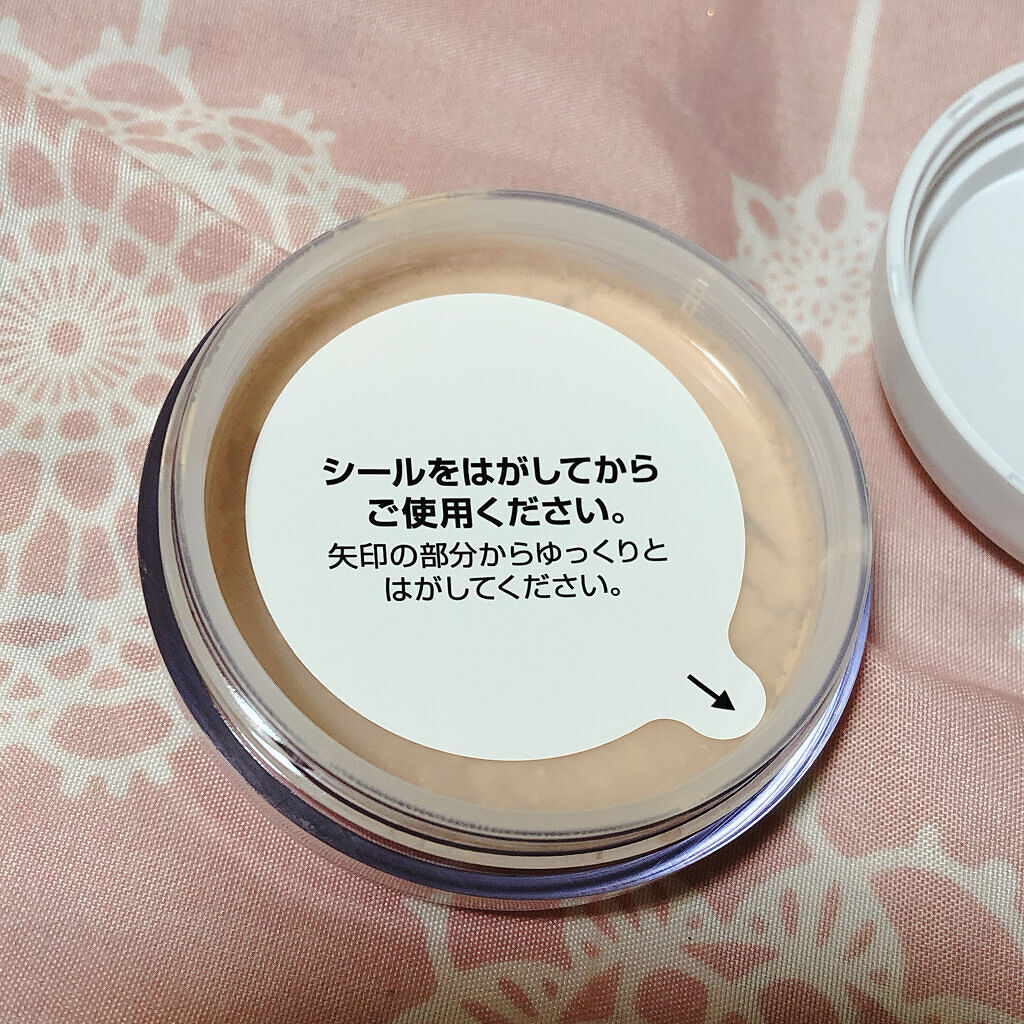 シールをはがしてから
ご使用ください。
矢印の部分からゆっくりと
はがしてください。